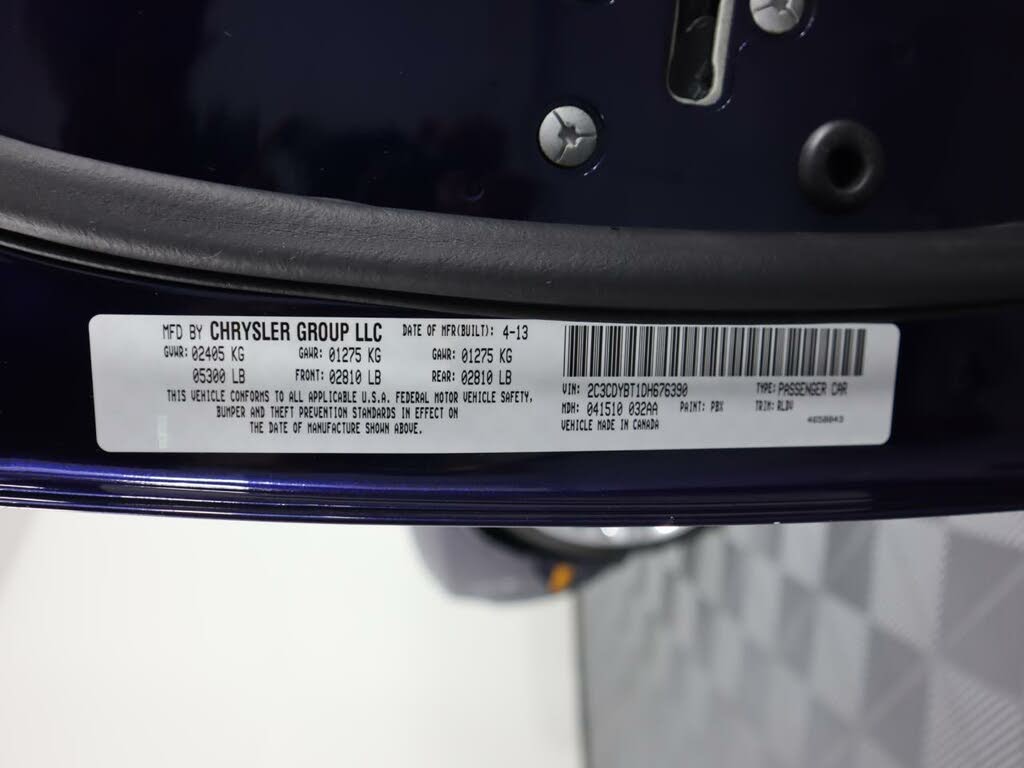 MFD BY CHRYSLER GROUP LLC DATE OF MFR(BUILT): 4-13
GVWR: 02405 KG GAWR: 01275 KG GAWR: 01275 KG
05300 LB FRONT: 02810 LB REAR: 02810 LB
THIS VEHICLE CONFORMS TO ALL APPLICABLE U.S.A. FEDERAL MOTOR VEHICLE SAFETY,
BUMPER AND THEFT PREVENTION STANDARDS IN EFFECT ON
THE DATE OF MANUFACTURE SHOWN ABOVE.
VIN: 2C3CDYBT1DH676390 TYPE: PASSENGER CAR
MDH: 041510 032AA PAINT: PBX TRIM: RLDV
VEHICLE MADE IN CANADA